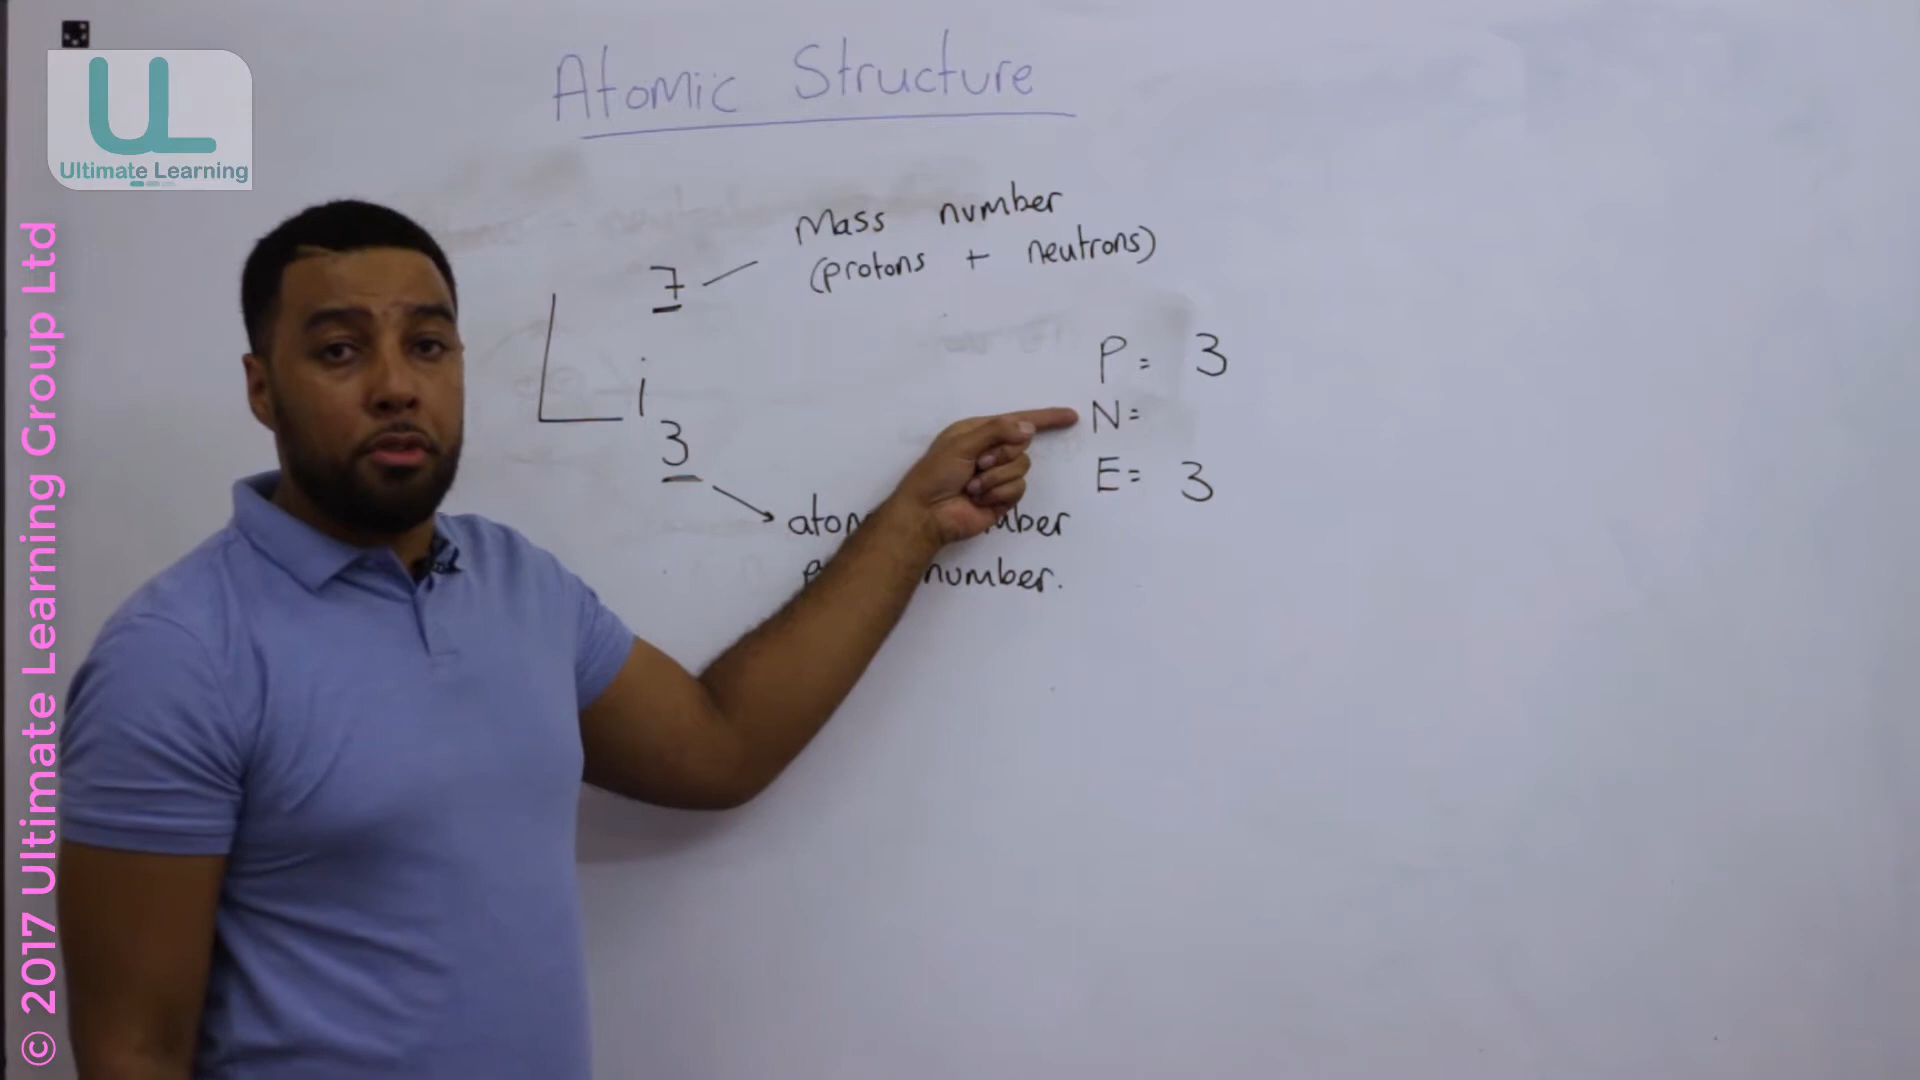 UL
Ultimate Learning
© 2017 Ultimate Learning Group Ltd
Atomic Structure
Mass number
(protons + neutrons)
7
Li
3
P = 3
N =
E = 3
number.